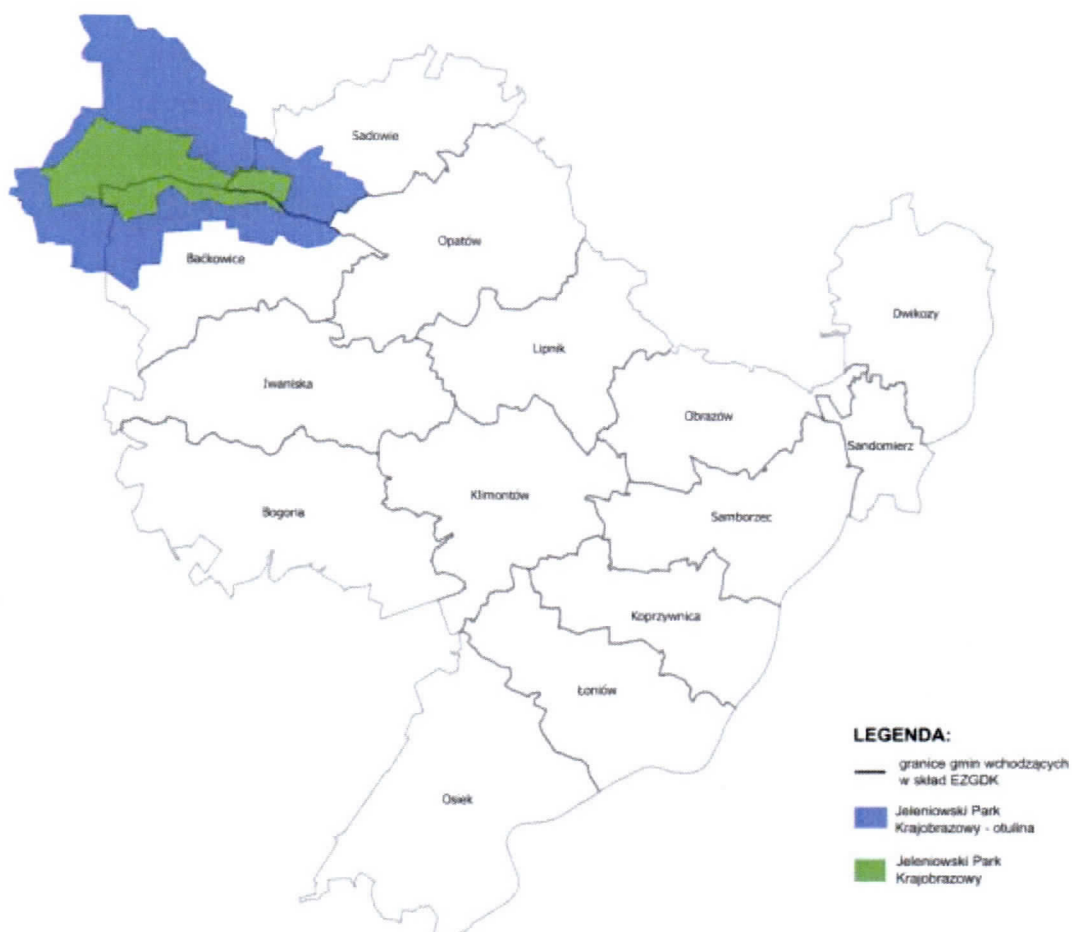 Sadowie
Opatów
Baćkowice
Dwikozy
Lipnik
Iwaniska
Obrazów
Sandomierz
Klimontów
Bogoria
Samborzec
Koprzywnica
Łoniów
Osiek
LEGENDA:
granice gmin wchodzących
w skład EZGDK
Jeleniowski Park
Krajobrazowy - otulina
Jeleniowski Park
Krajobrazowy